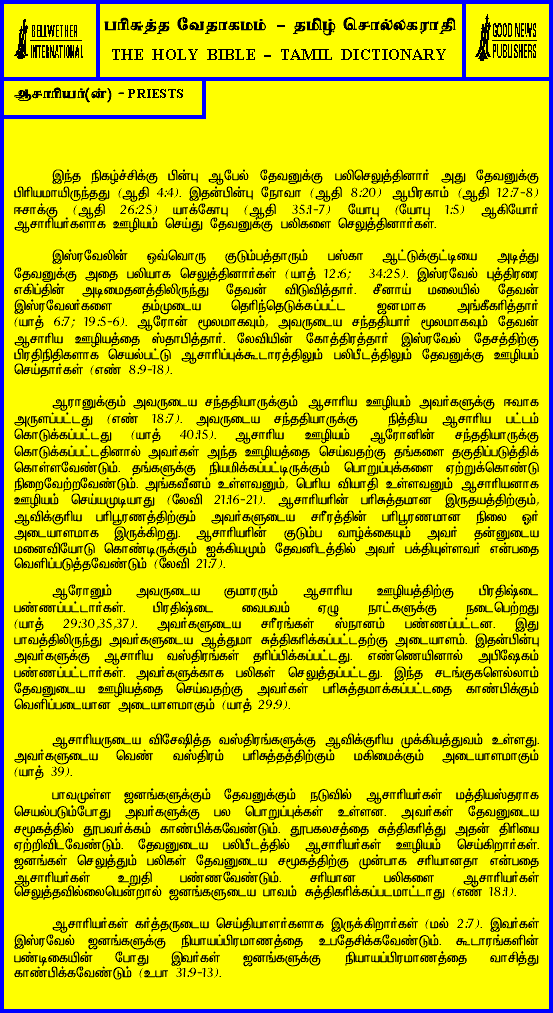 BELLWETHER
INTERNATIONAL
பரிசுத்த வேதாகமம் – தமிழ் சொல்லகராதி
THE HOLY BIBLE – TAMIL DICTIONARY
GOOD NEWS
PUBLISHERS
ஆசாரியர்(ன்) – PRIESTS
இந்த நிகழ்ச்சிக்கு பின்பு ஆபேல் தேவனுக்கு பலிசெலுத்தினார் அது தேவனுக்கு
பிரியமாயிருந்தது (ஆதி 4:4). இதன்பின்பு நோவா (ஆதி 8:20) ஆபிரகாம் (ஆதி 12:7-8)
ஈசாக்கு (ஆதி 26:25) யாக்கோபு (ஆதி 35:1-7) யோபு (யோபு 1:5) ஆகியோர்
ஆசாரியர்களாக ஊழியம் செய்து தேவனுக்கு பலிகளை செலுத்தினார்கள்.
இஸ்ரவேலின் ஒவ்வொரு குடும்பத்தாரும் பஸ்கா ஆட்டுக்குட்டியை அடித்து
தேவனுக்கு அதை பலியாக செலுத்தினார்கள் (யாத் 12:6; 34:25). இஸ்ரவேல் புத்திரரை
எகிப்தின் அடிமைதனத்திலிருந்து தேவன் விடுவித்தார். சீனாய் மலையில் தேவன்
இஸ்ரவேலர்களை தம்முடைய தெரிந்தெடுக்கப்பட்ட ஜனமாக அங்கீகரித்தார்
(யாத் 6:7; 19:5-6). ஆரோன் மூலமாகவும், அவருடைய சந்ததியார் மூலமாகவும் தேவன்
ஆசாரிய ஊழியத்தை ஸ்தாபித்தார். லேவியின் கோத்திரத்தார் இஸ்ரவேல் தேசத்திற்கு
பிரதிநிதிகளாக செயல்பட்டு ஆசாரிப்புக்கூடாரத்திலும் பலிபீடத்திலும் தேவனுக்கு ஊழியம்
செய்தார்கள் (எண் 8:9-18).
ஆரானுக்கும் அவருடைய சந்ததியாருக்கும் ஆசாரிய ஊழியம் அவர்களுக்கு ஈவாக
அருளப்பட்டது (எண் 18:7). அவருடைய சந்ததியாருக்கு நித்திய ஆசாரிய பட்டம்
கொடுக்கப்பட்டது (யாத் 40:15). ஆசாரிய ஊழியம் ஆரோனின் சந்ததியாருக்கு
கொடுக்கப்பட்டதினால் அவர்கள் அந்த ஊழியத்தை செய்வதற்கு தங்களை தகுதிப்படுத்திக்
கொள்ளவேண்டும். தங்களுக்கு நியமிக்கப்பட்டிருக்கும் பொறுப்புக்களை ஏற்றுக்கொண்டு
நிறைவேற்றவேண்டும். அங்கவீனம் உள்ளவனும், பெரிய வியாதி உள்ளவனும் ஆசாரியனாக
ஊழியம் செய்யமுடியாது (லேவி 21:16-21). ஆசாரியரின் பரிசுத்தமான இருதயத்திற்கும்,
ஆவிக்குரிய பரிபூரணத்திற்கும் அவர்களுடைய சரீரத்தின் பரிபூரணமான நிலை ஓர்
அடையாளமாக இருக்கிறது. ஆசாரியரின் குடும்ப வாழ்க்கையும் அவர் தன்னுடைய
மனைவியோடு கொண்டிருக்கும் ஐக்கியமும் தேவனிடத்தில் அவர் பக்தியுள்ளவர் என்பதை
வெளிப்படுத்தவேண்டும் (லேவி 21:7).
ஆரோனும் அவருடைய குமாரரும் ஆசாரிய ஊழியத்திற்கு பிரதிஷ்டை
பண்ணப்பட்டார்கள். பிரதிஷ்டை வைபவம் ஏழு நாட்களுக்கு நடைபெற்றது
(யாத் 29:30,35,37). அவர்களுடைய சரீரங்கள் ஸ்நானம் பண்ணப்பட்டன. இது
பாவத்திலிருந்து அவர்களுடைய ஆத்துமா சுத்திகரிக்கப்பட்டதற்கு அடையாளம். இதன்பின்பு
அவர்களுக்கு ஆசாரிய வஸ்திரங்கள் தரிப்பிக்கப்பட்டது. எண்ணெயினால் அபிஷேகம்
பண்ணப்பட்டார்கள். அவர்களுக்காக பலிகள் செலுத்தப்பட்டது. இந்த சடங்குகளெல்லாம்
தேவனுடைய ஊழியத்தை செய்வதற்கு அவர்கள் பரிசுத்தமாக்கப்பட்டதை காண்பிக்கும்
வெளிப்படையான அடையாளமாகும் (யாத் 29:9).
ஆசாரியருடைய விசேஷித்த வஸ்திரங்களுக்கு ஆவிக்குரிய முக்கியத்துவம் உள்ளது.
அவர்களுடைய வெண் வஸ்திரம் பரிசுத்தத்திற்கும் மகிமைக்கும் அடையாளமாகும்
(யாத் 39).
பாவமுள்ள ஜனங்களுக்கும் தேவனுக்கும் நடுவில் ஆசாரியர்கள் மத்தியஸ்தராக
செயல்படும்போது அவர்களுக்கு பல பொறுப்புக்கள் உள்ளன. அவர்கள் தேவனுடைய
சமுகத்தில் தூபவர்க்கம் காண்பிக்கவேண்டும். தூபகலசத்தை சுத்திகரித்து அதன் திரியை
ஏற்றிவிடவேண்டும். தேவனுடைய பலிபீடத்தில் ஆசாரியர்கள் ஊழியம் செய்கிறார்கள்.
ஜனங்கள் செலுத்தும் பலிகள் தேவனுடைய சமுகத்திற்கு முன்பாக சரியானதா என்பதை
ஆசாரியர்கள் உறுதி பண்ணவேண்டும். சரியான பலிகளை ஆசாரியர்கள்
செலுத்தவில்லையென்றால் ஜனங்களுடைய பாவம் சுத்திகரிக்கப்படமாட்டாது (எண் 18:1).
ஆசாரியர்கள் கர்த்தருடைய செய்தியாளர்களாக இருக்கிறார்கள் (மல் 2:7). இவர்கள்
இஸ்ரவேல் ஜனங்களுக்கு நியாயப்பிரமாணத்தை உபதேசிக்கவேண்டும். கூடாரங்களின்
பண்டிகையின் போது இவர்கள் ஜனங்களுக்கு நியாயப்பிரமாணத்தை வாசித்து
காண்பிக்கவேண்டும் (உபா 31:9-13).